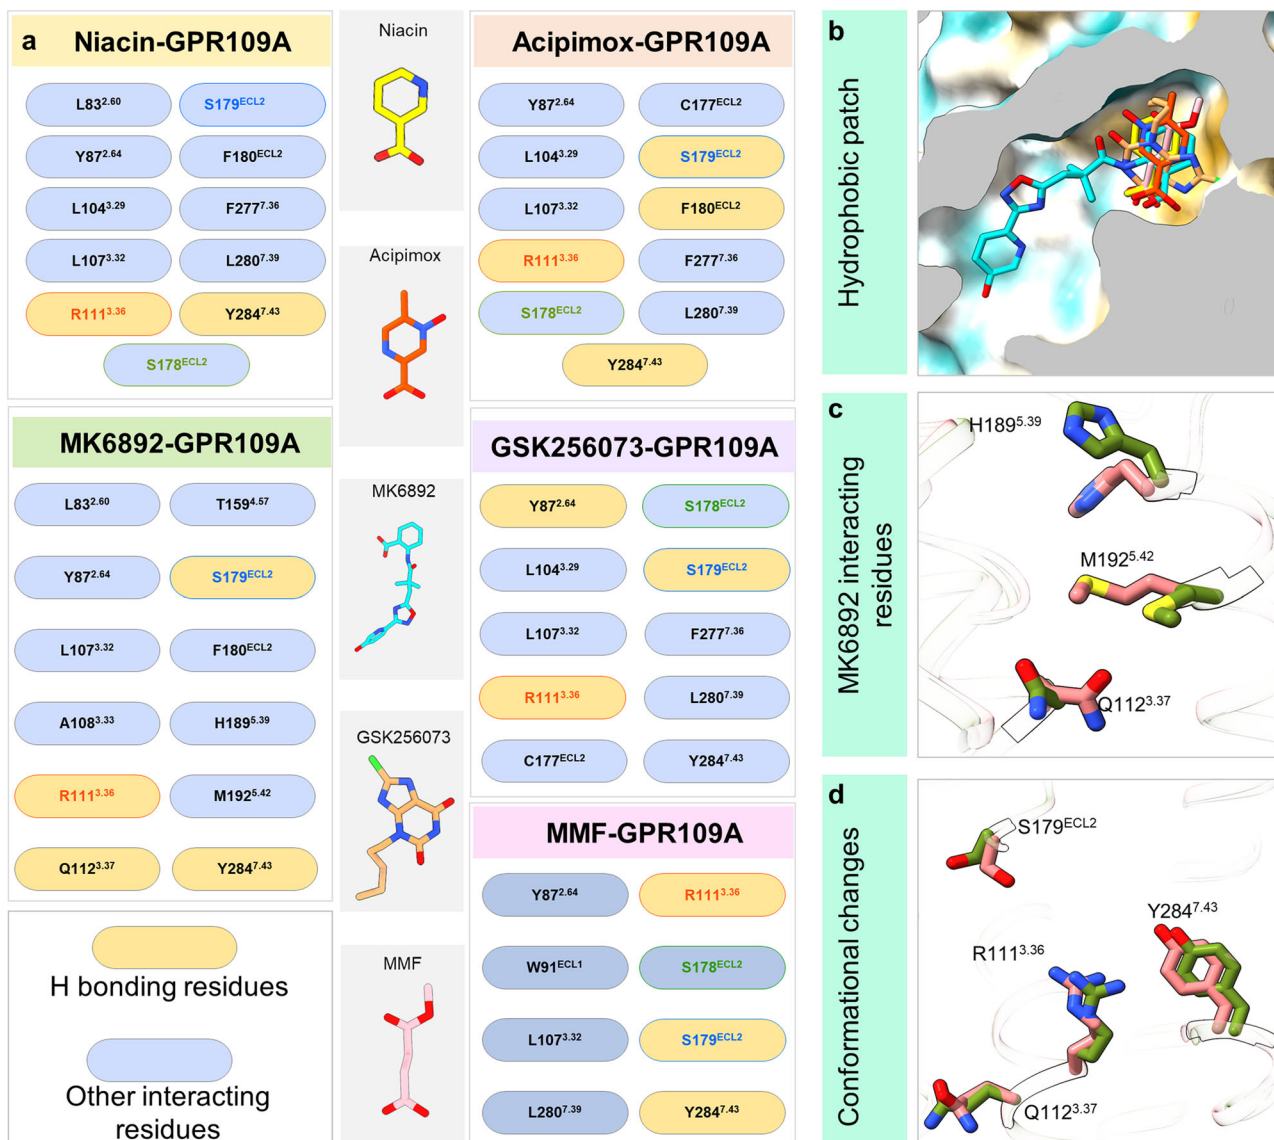 a
Niacin-GPR109A
L83^2.60
S179^ECL2
Y87^2.64
F180^ECL2
L104^3.29
F277^7.36
L107^3.32
L280^7.39
R111^3.36
Y284^7.43
S178^ECL2
Niacin
Acipimox
MK6892
GSK256073
MMF
Acipimox-GPR109A
Y87^2.64
C177^ECL2
L104^3.29
S179^ECL2
L107^3.32
F180^ECL2
R111^3.36
F277^7.36
S178^ECL2
L280^7.39
Y284^7.43
MK6892-GPR109A
L83^2.60
T159^4.57
Y87^2.64
S179^ECL2
L107^3.32
F180^ECL2
A108^3.33
H189^5.39
R111^3.36
M192^5.42
Q112^3.37
Y284^7.43
H bonding residues
Other interacting
residues
GSK256073-GPR109A
Y87^2.64
S178^ECL2
L104^3.29
S179^ECL2
L107^3.32
F277^7.36
R111^3.36
L280^7.39
C177^ECL2
Y284^7.43
MMF-GPR109A
Y87^2.64
R111^3.36
W91^ECL1
S178^ECL2
L107^3.32
S179^ECL2
L280^7.39
Y284^7.43
b
Hydrophobic patch
c
MK6892 interacting
residues
H189^5.39
M192^5.42
Q112^3.37
d
Conformational changes
S179^ECL2
Y284^7.43
R111^3.36
Q112^3.37